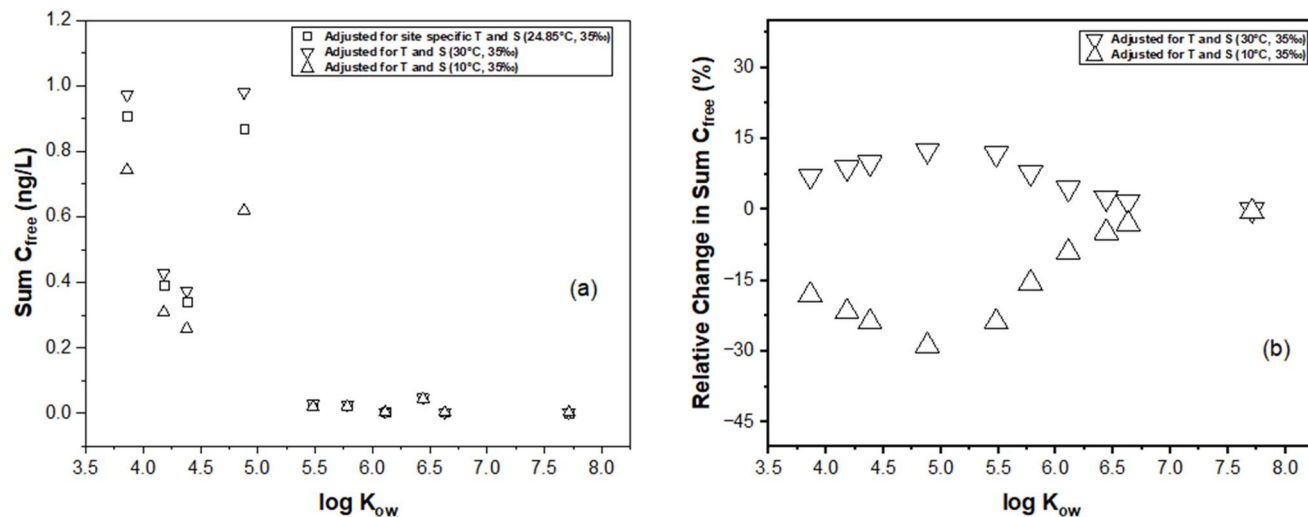 Sum C_free (ng/L)
1.2
1.0
0.8
0.6
0.4
0.2
0.0
Adjusted for site specific T and S (24.85°C, 35‰)
Adjusted for T and S (30°C, 35‰)
Adjusted for T and S (10°C, 35‰)
(a)
3.5 4.0 4.5 5.0 5.5 6.0 6.5 7.0 7.5 8.0
log K_ow
Relative Change in Sum C_free (%)
30
15
0
−15
−30
−45
Adjusted for T and S (30°C, 35‰)
Adjusted for T and S (10°C, 35‰)
(b)
3.5 4.0 4.5 5.0 5.5 6.0 6.5 7.0 7.5 8.0
log K_ow